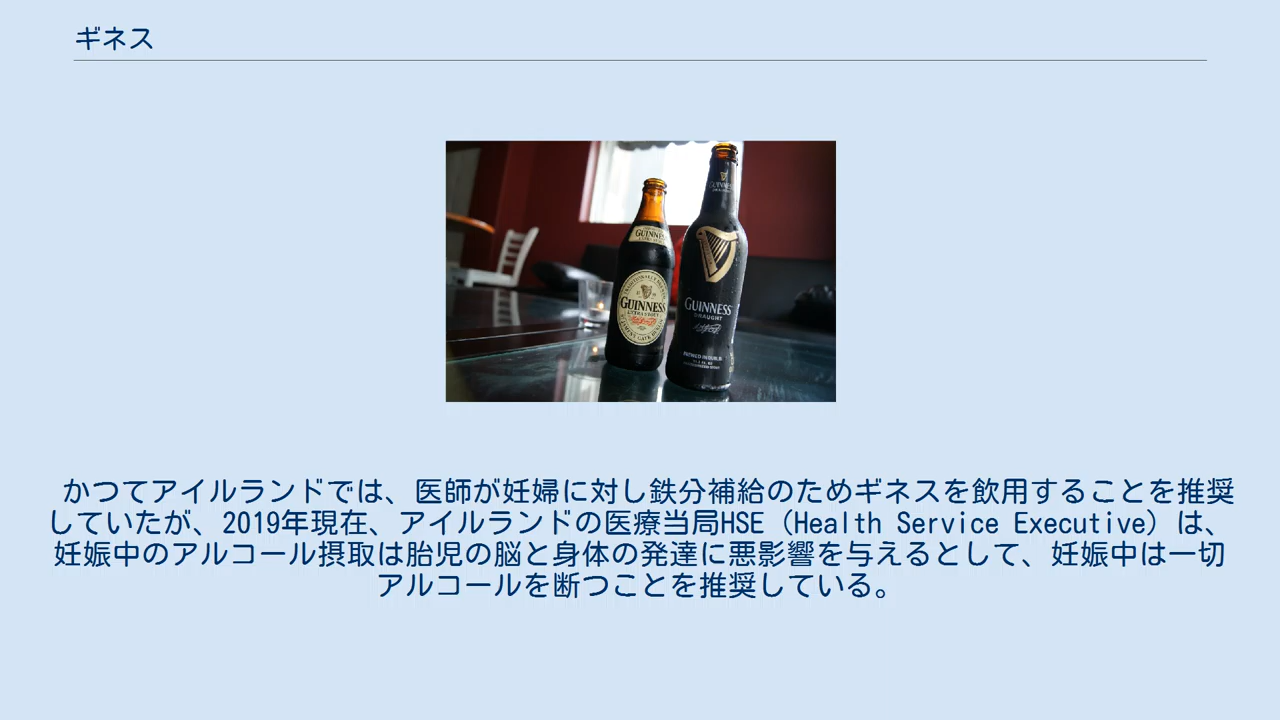 ギネス
GUINNESS
DRAUGHT
GUINNESS
GUINNESS
EXTRA STOUT
GUINNESS
DRAUGHT
かつてアイルランドでは、医師が妊婦に対し鉄分補給のためギネスを飲用することを推奨
していたが、2019年現在、アイルランドの医療当局HSE（Health Service Executive）は、
妊娠中のアルコール摂取は胎児の脳と身体の発達に悪影響を与えるとして、妊娠中は一切
アルコールを断つことを推奨している。